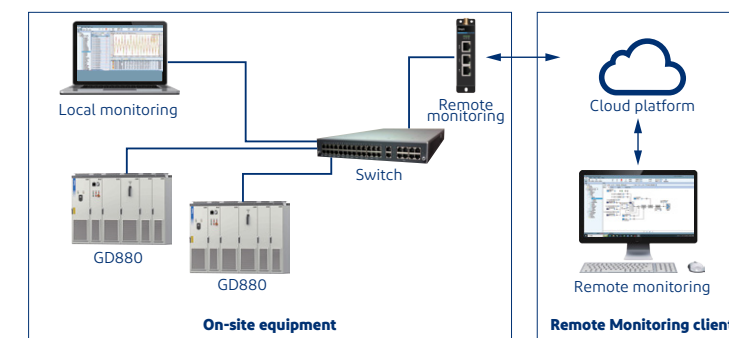 Local monitoring
Remote
monitoring
Cloud platform
Switch
GD880
GD880
Remote monitoring
On-site equipment
Remote Monitoring client